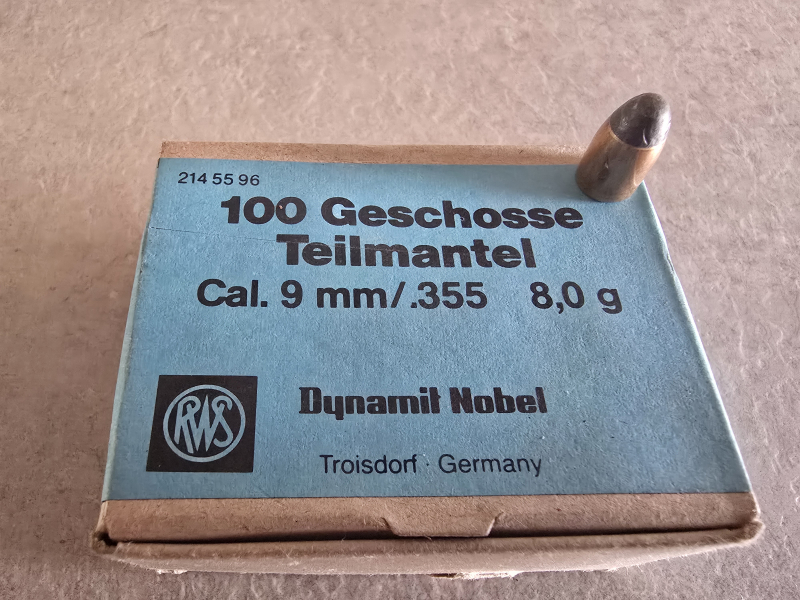 214 55 96
100 Geschosse
Teilmantel
Cal. 9 mm/.355 8,0 g
RWS
Dynamit Nobel
Troisdorf · Germany